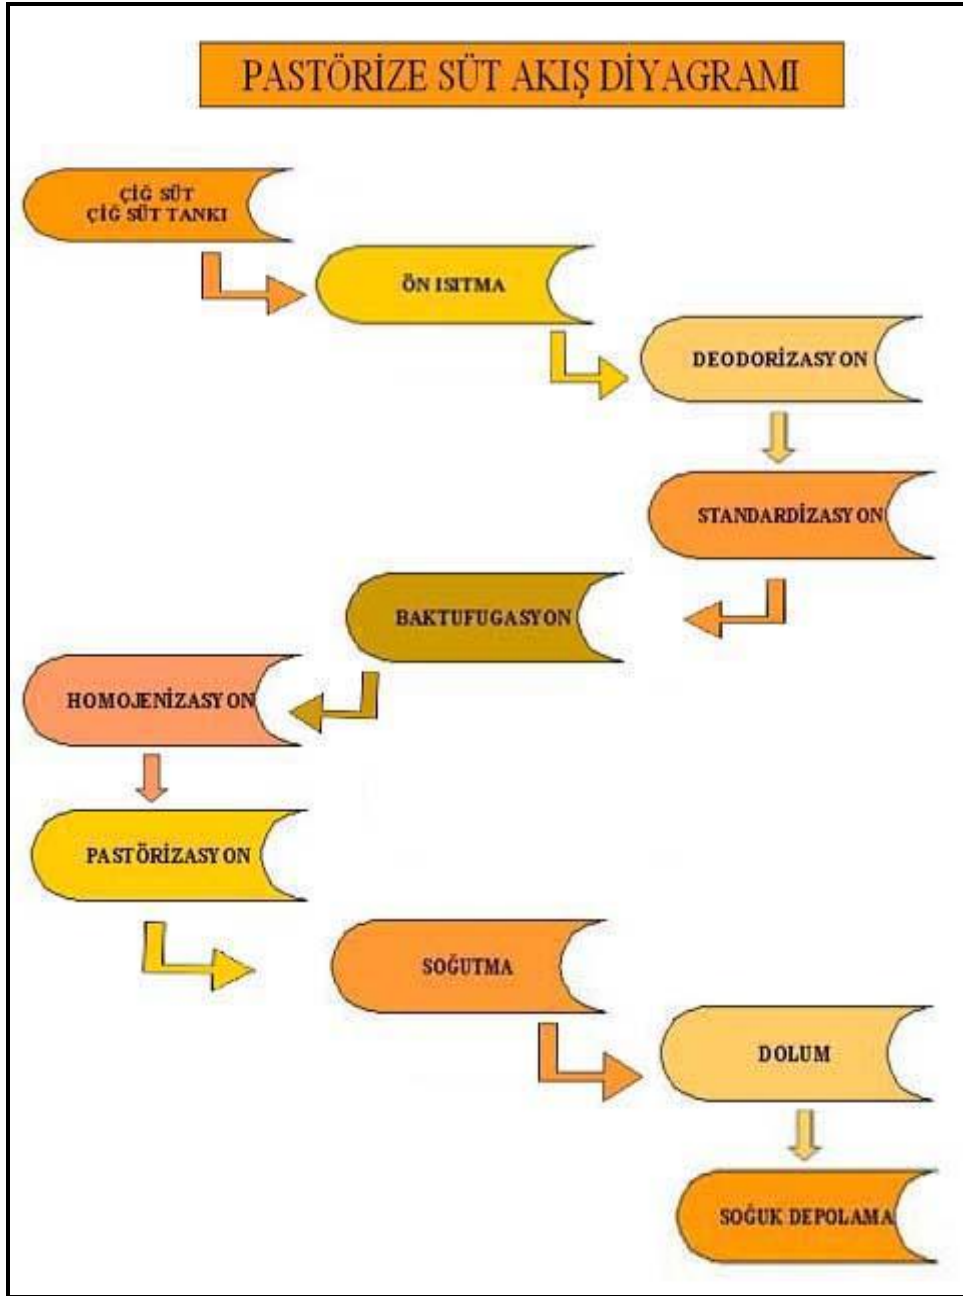 PASTÖRİZE SÜT AKIŞ DİYAGRAMI
ÇİĞ SÜT
ÇİĞ SÜT TANKI
ÖN ISITMA
DEODORİZASYON
STANDARDİZASYON
BAKTUFUGASYON
HOMOJENİZASYON
PASTÖRİZASYON
SOĞUTMA
DOLUM
SOĞUK DEPOLAMA